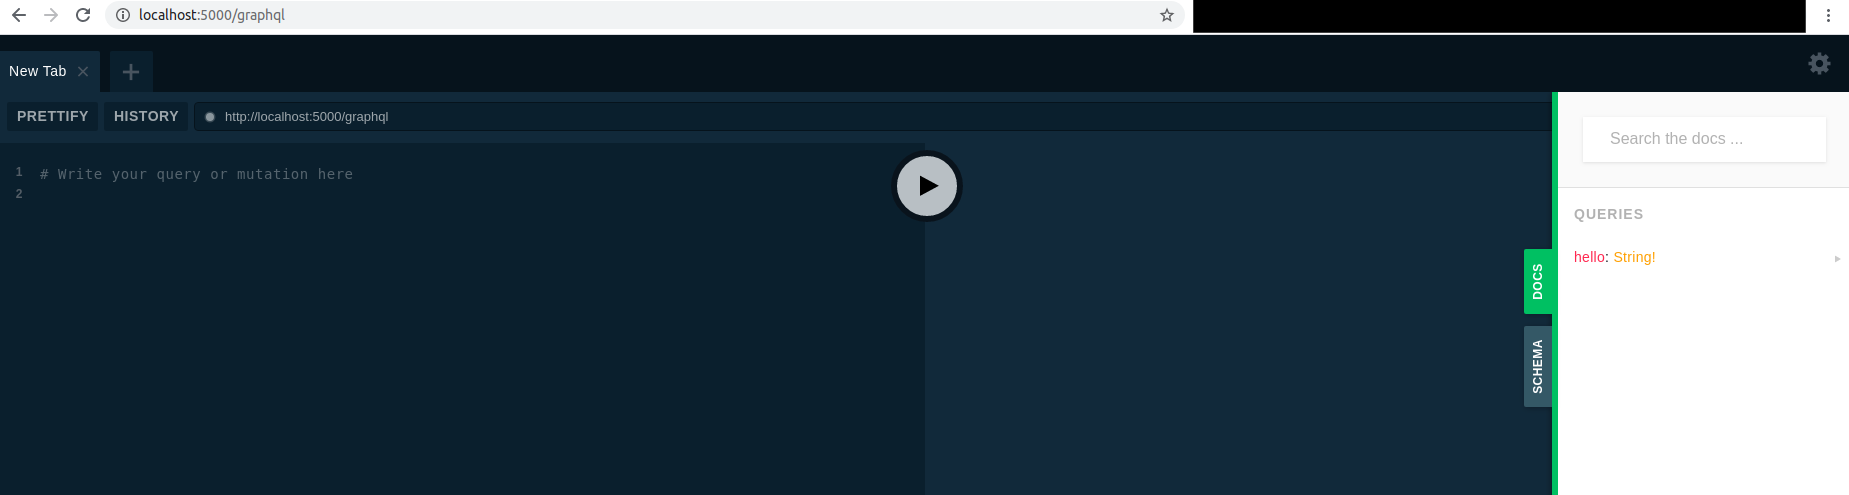 localhost:5000/graphql
New Tab
PRETTIFY HISTORY http://localhost:5000/graphql
1 # Write your query or mutation here
2
DOCS
SCHEMA
Search the docs ...
QUERIES
hello: String!